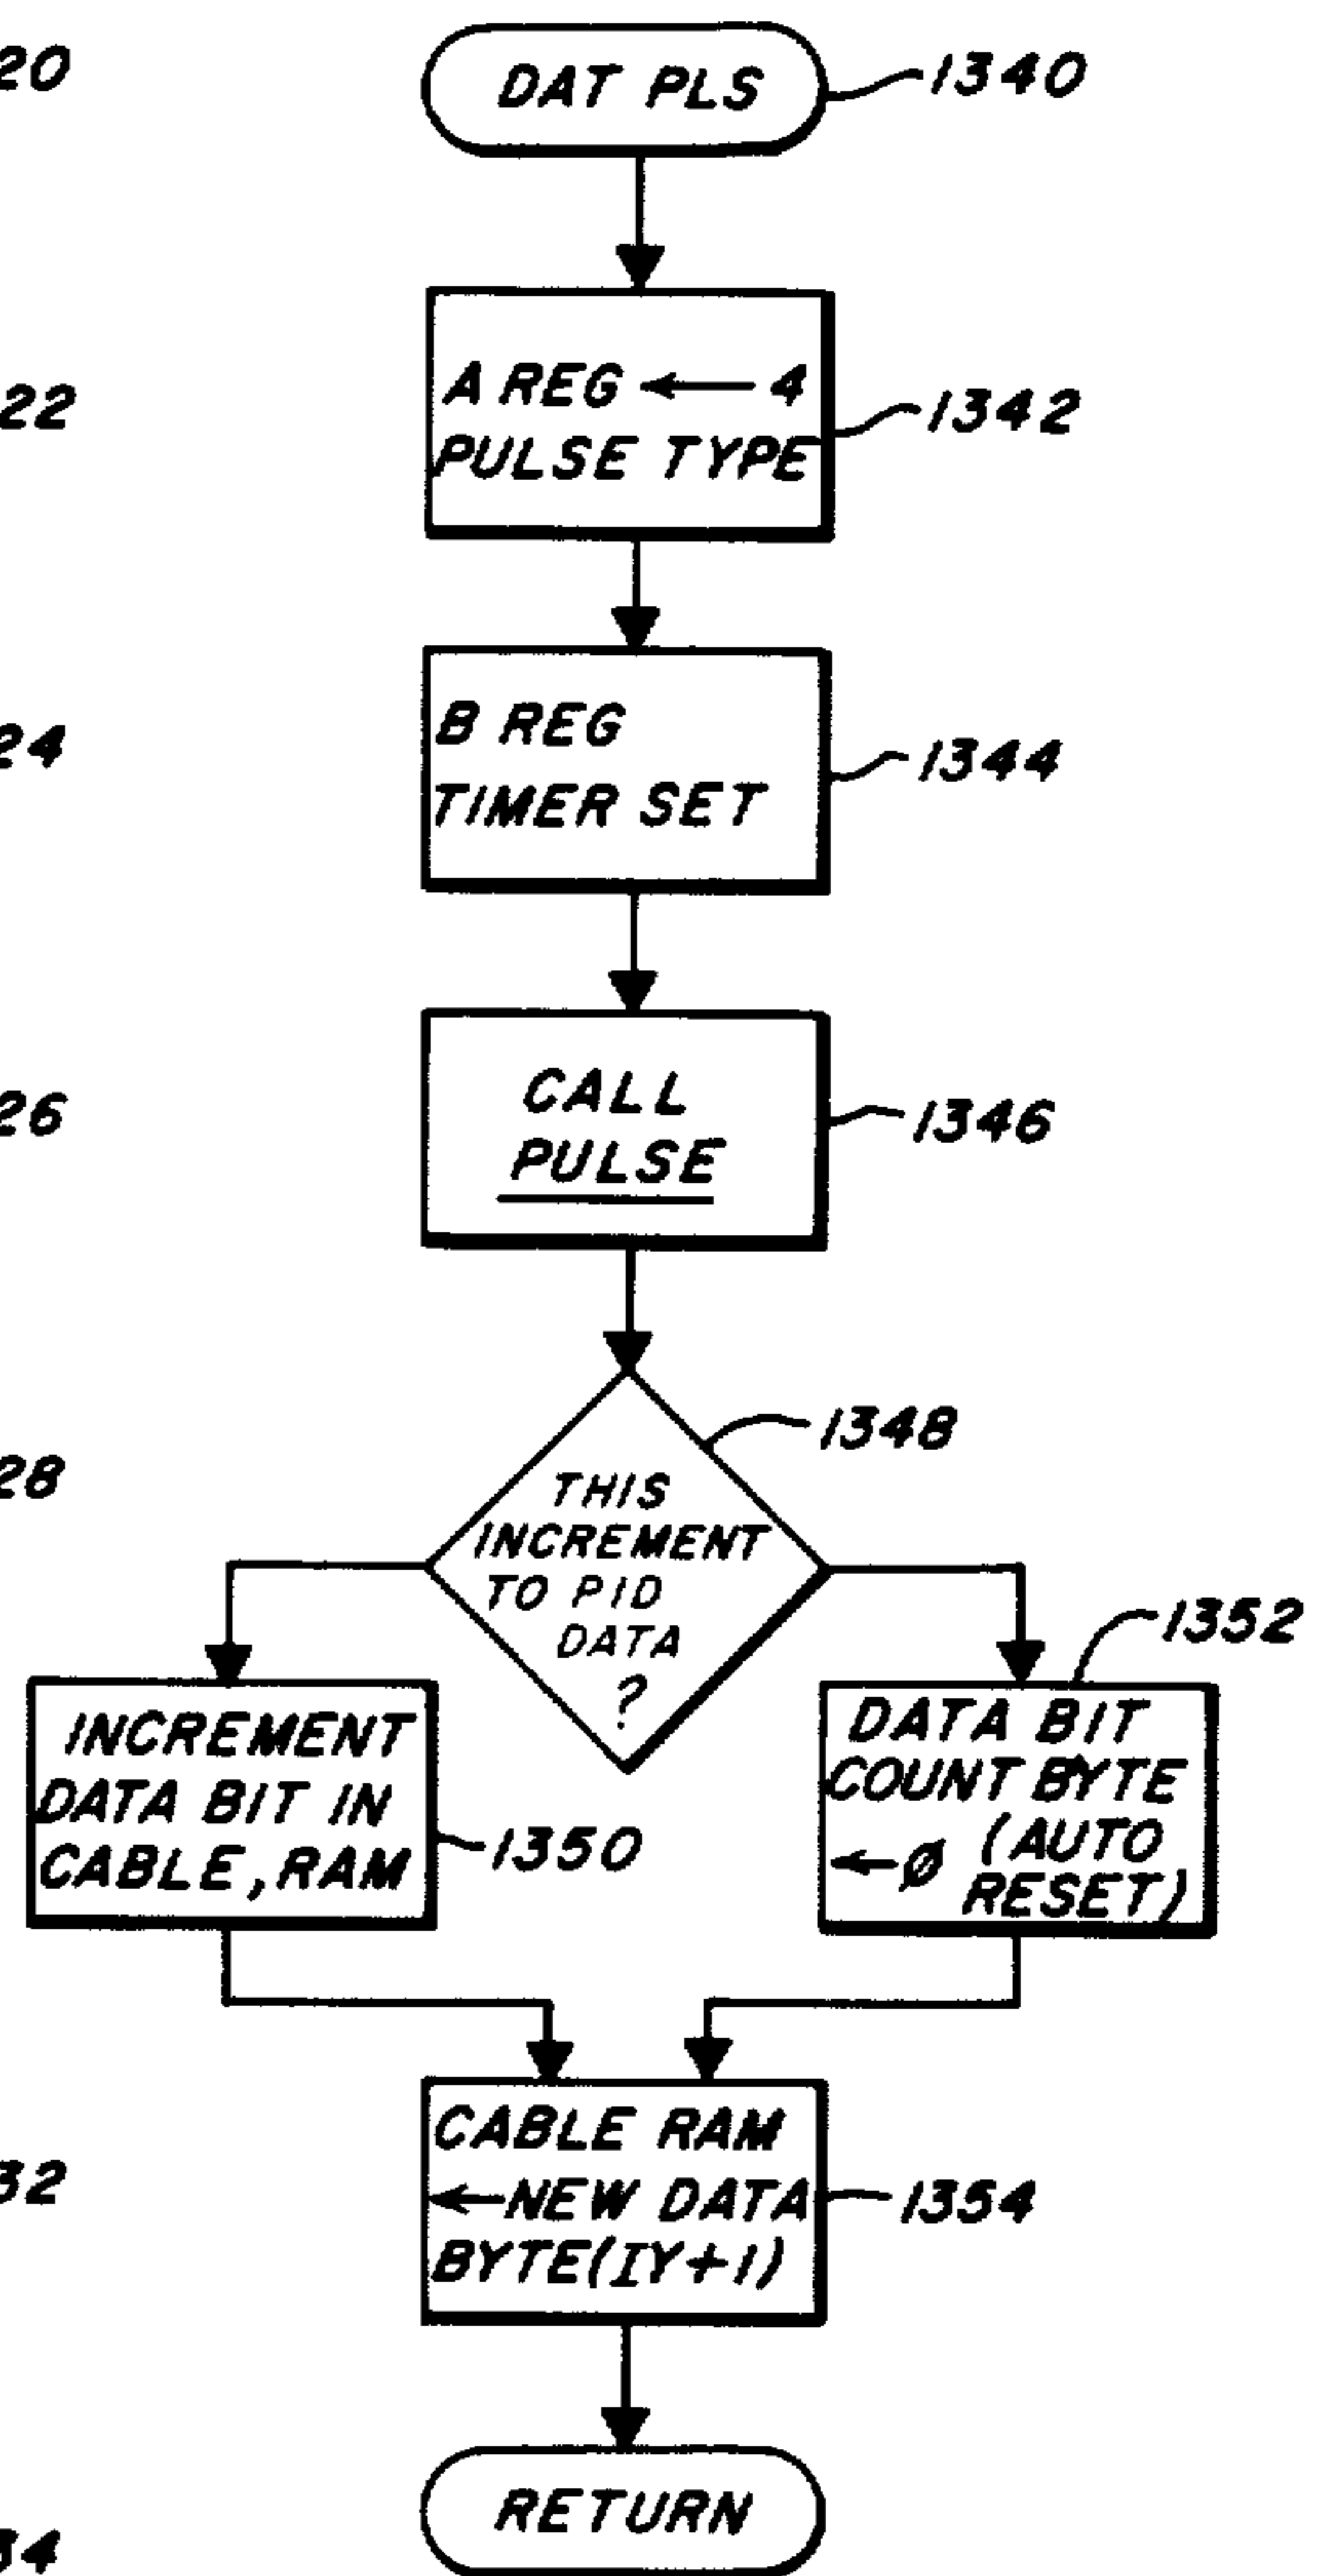 20
DAT PLS
1340
22
A REG ← 4
PULSE TYPE
1342
24
B REG
TIMER SET
1344
26
CALL
PULSE
1346
28
THIS
INCREMENT
TO PID
DATA
?
1348
INCREMENT
DATA BIT IN
CABLE, RAM
1350
DATA BIT
COUNT BYTE
←Ø (AUTO
RESET)
1352
32
CABLE RAM
←NEW DATA
BYTE(IY+1)
1354
34
RETURN